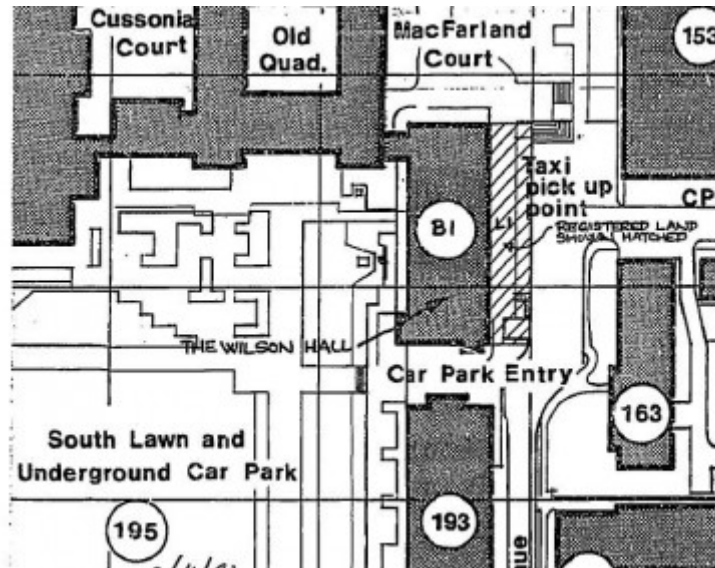 Cussonia
Court
Old
Quad.
MacFarland
Court
153
Taxi
pick up
point
CP
B1
L1
REGISTERED LAND
SHOWN HATCHED
THE WILSON HALL
Car Park Entry
163
South Lawn and
Underground Car Park
195
193